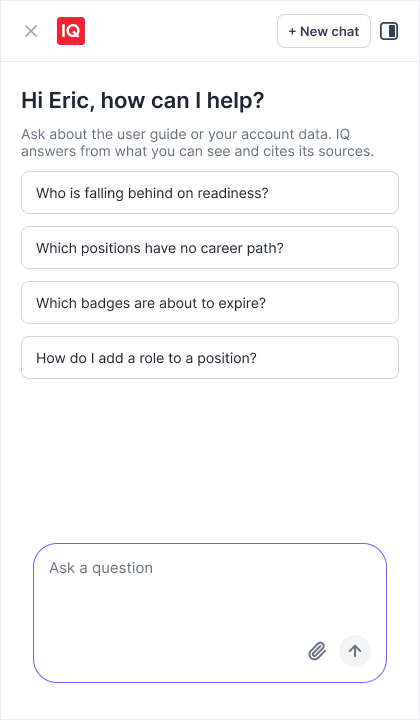 IQ
+ New chat
Hi Eric, how can I help?
Ask about the user guide or your account data. IQ
answers from what you can see and cites its sources.
Who is falling behind on readiness?
Which positions have no career path?
Which badges are about to expire?
How do I add a role to a position?
Ask a question